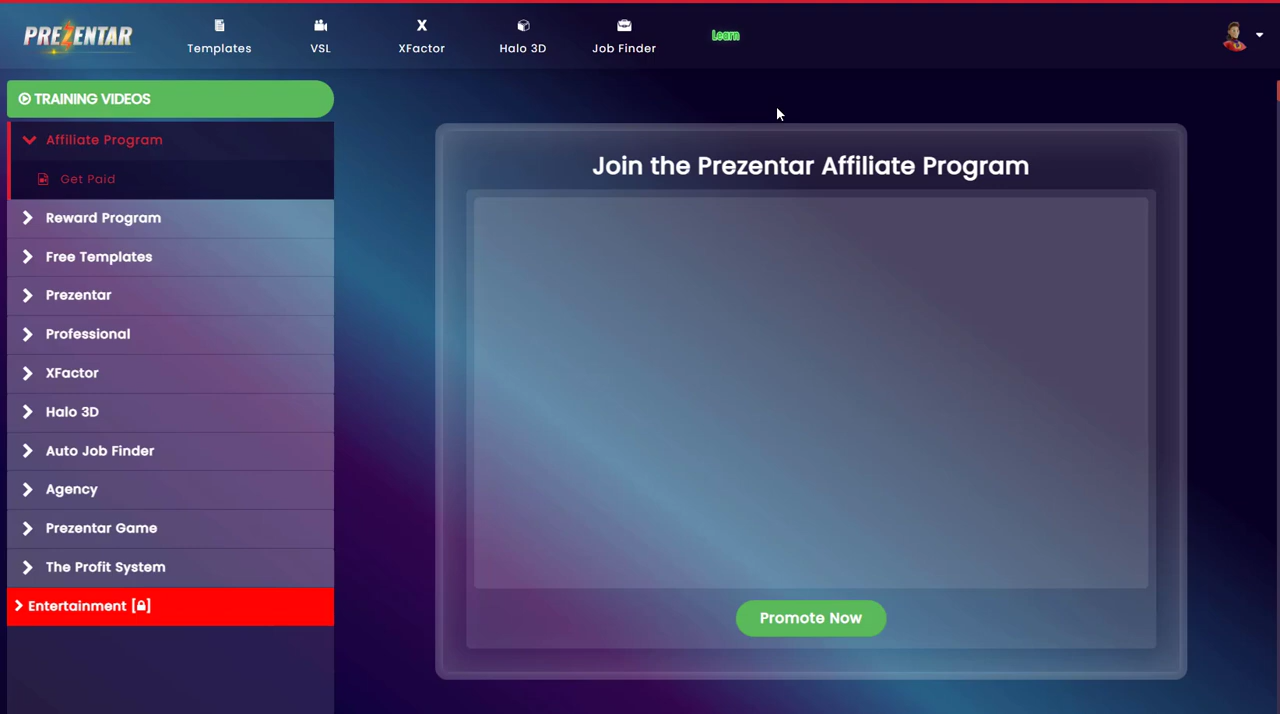 PREZENTAR
Templates
VSL
XFactor
Halo 3D
Job Finder
Learn
TRAINING VIDEOS
Affiliate Program
Get Paid
Reward Program
Free Templates
Prezentar
Professional
XFactor
Halo 3D
Auto Job Finder
Agency
Prezentar Game
The Profit System
Entertainment []
Join the Prezentar Affiliate Program
Promote Now